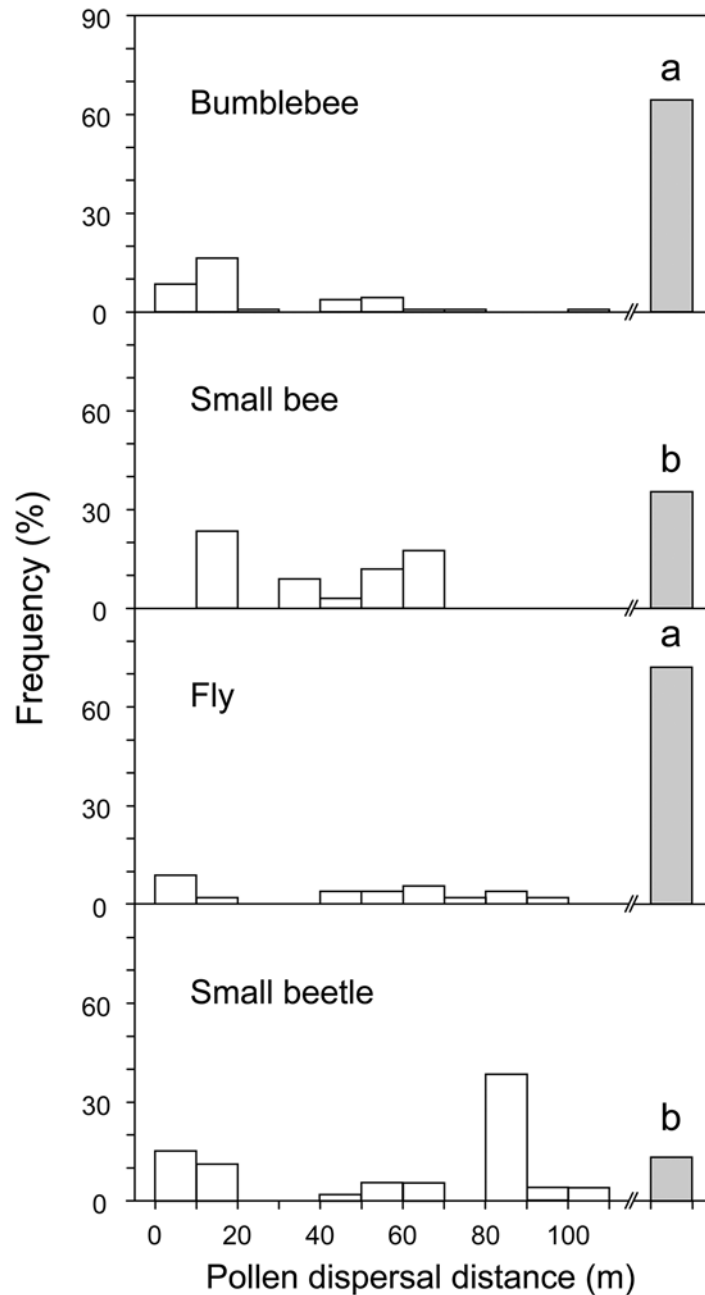 90
a
Bumblebee
60
30
0
Small bee
60
b
30
0
a
Fly
60
30
0
Small beetle
60
30
b
0
0 20 40 60 80 100
Pollen dispersal distance (m)
Frequency (%)